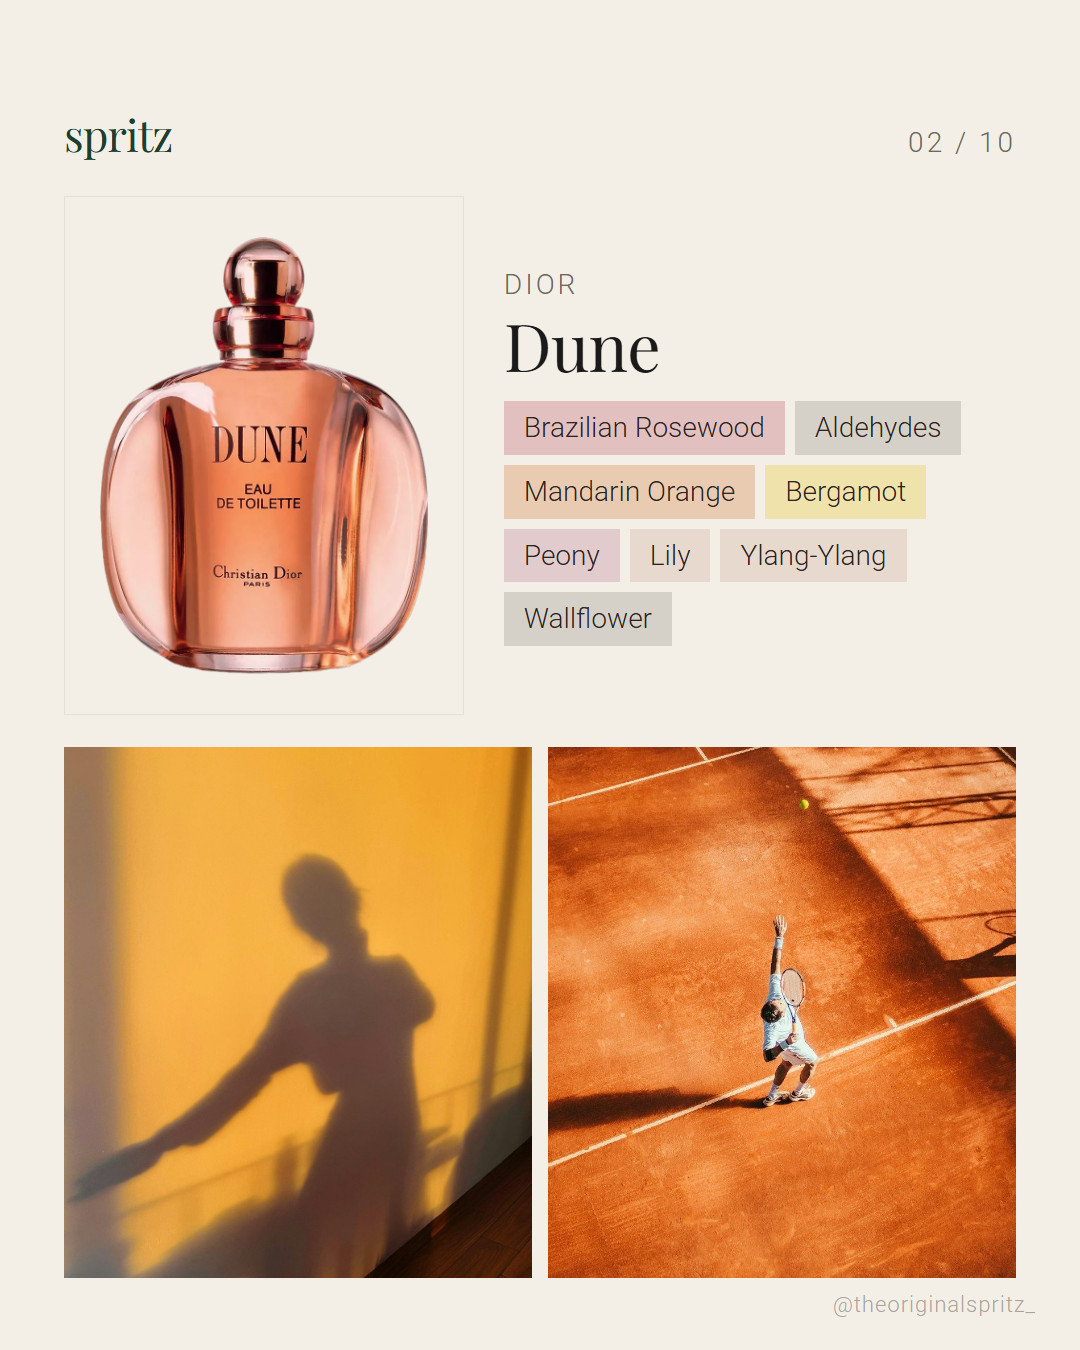 spritz
02 / 10
DUNE
EAU
DE TOILETTE
Christian Dior
PARIS
DIOR
Dune
Brazilian Rosewood
Aldehydes
Mandarin Orange
Bergamot
Peony
Lily
Ylang-Ylang
Wallflower
@theoriginalspritz_